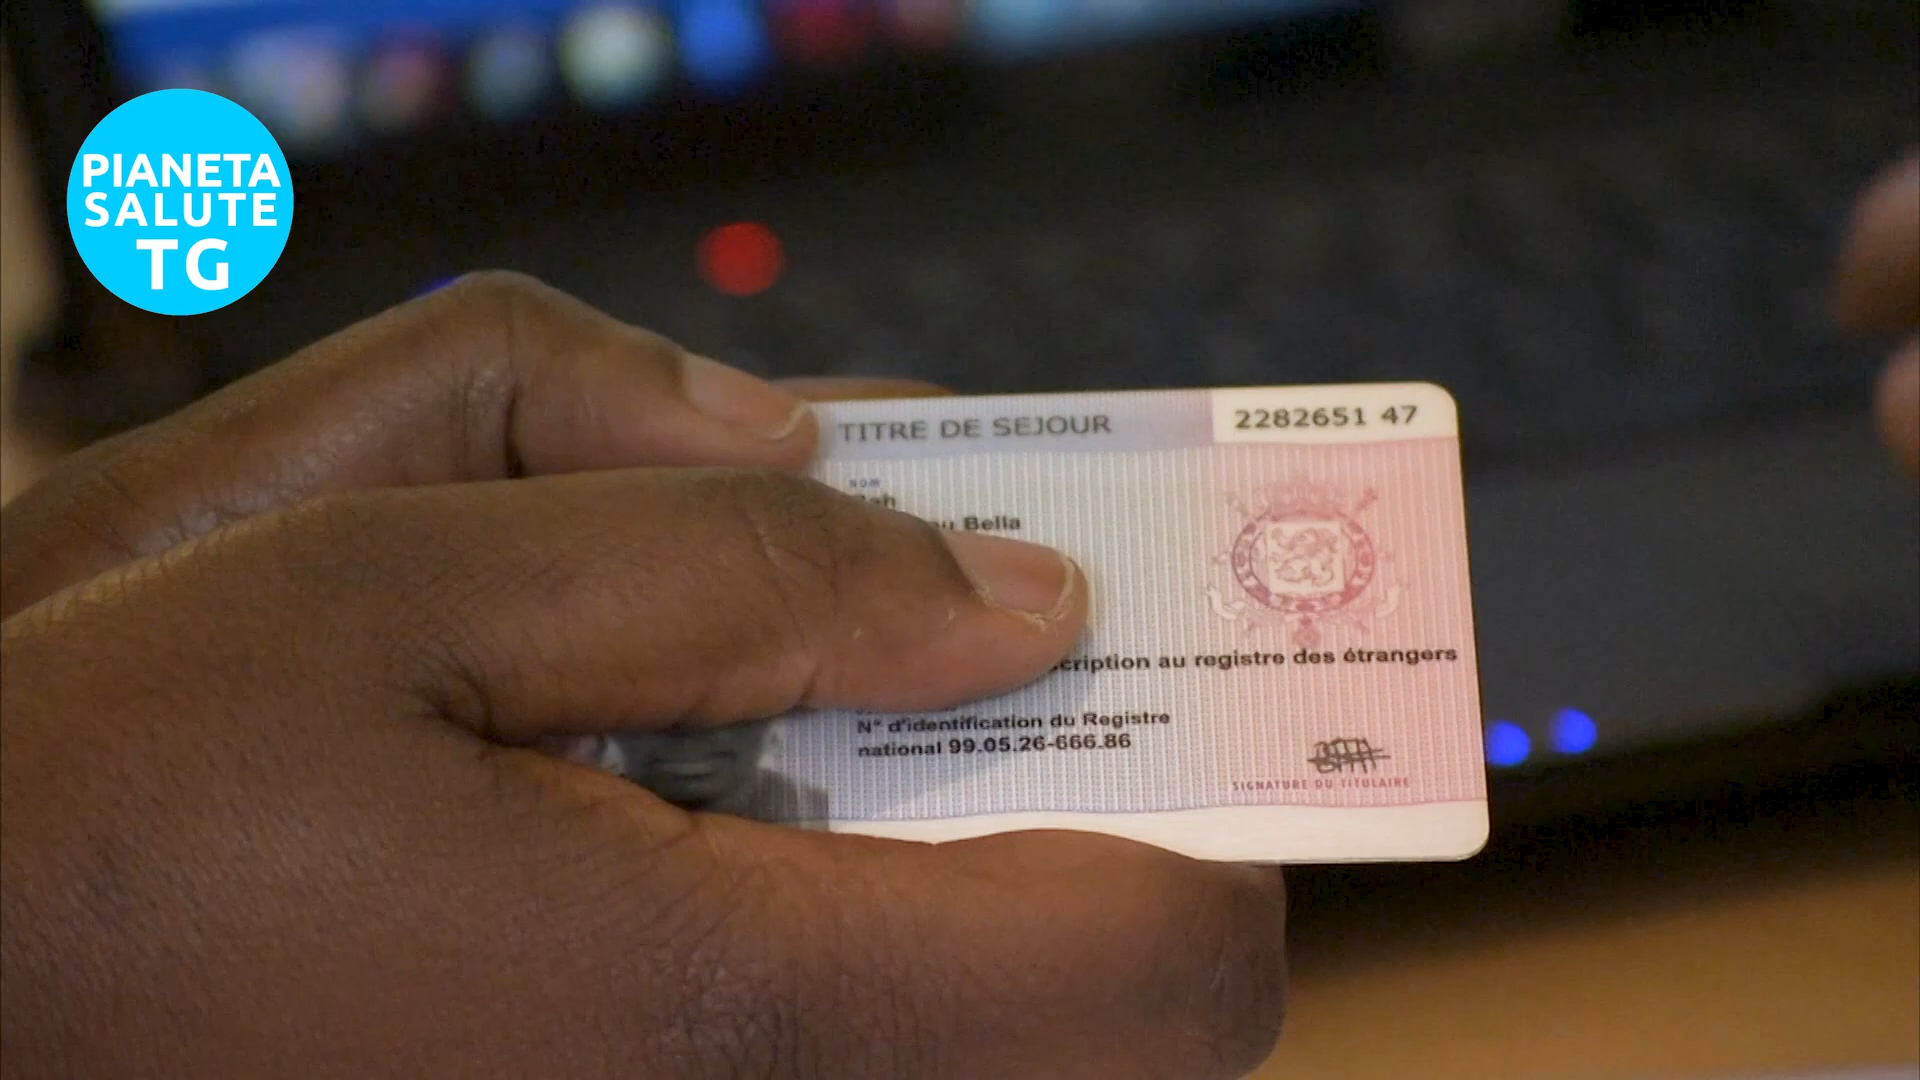 PIANETA
SALUTE
TG
TITRE DE SEJOUR
2282651 47
NOM
Bella
au registre des étrangers
N° d'identification du Registre
national 99.05.26-666.86
SIGNATURE DU TITULAIRE